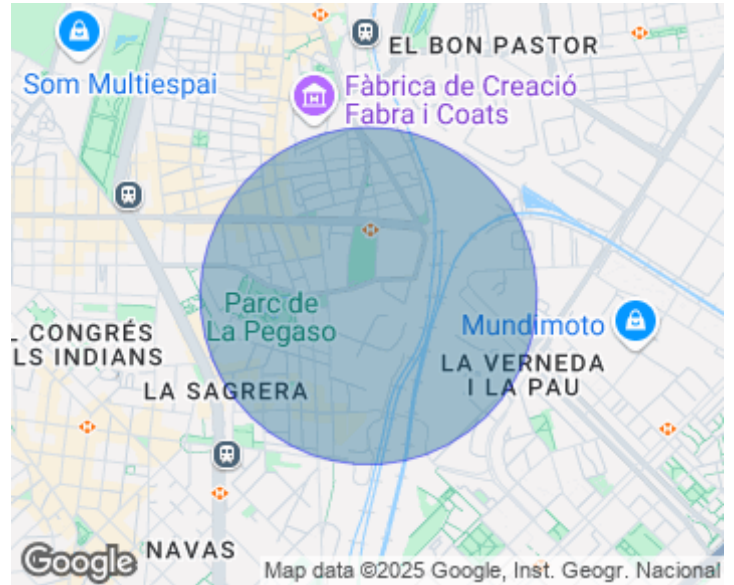 EL BON PASTOR
Som Multiespai
Fàbrica de Creació
Fabra i Coats
Parc de
La Pegaso
Mundimoto
L CONGRÉS
LS INDIANS
LA VERNEDA
I LA PAU
LA SAGRERA
NAVAS
Google
Map data ©2025 Google, Inst. Geogr. Nacional